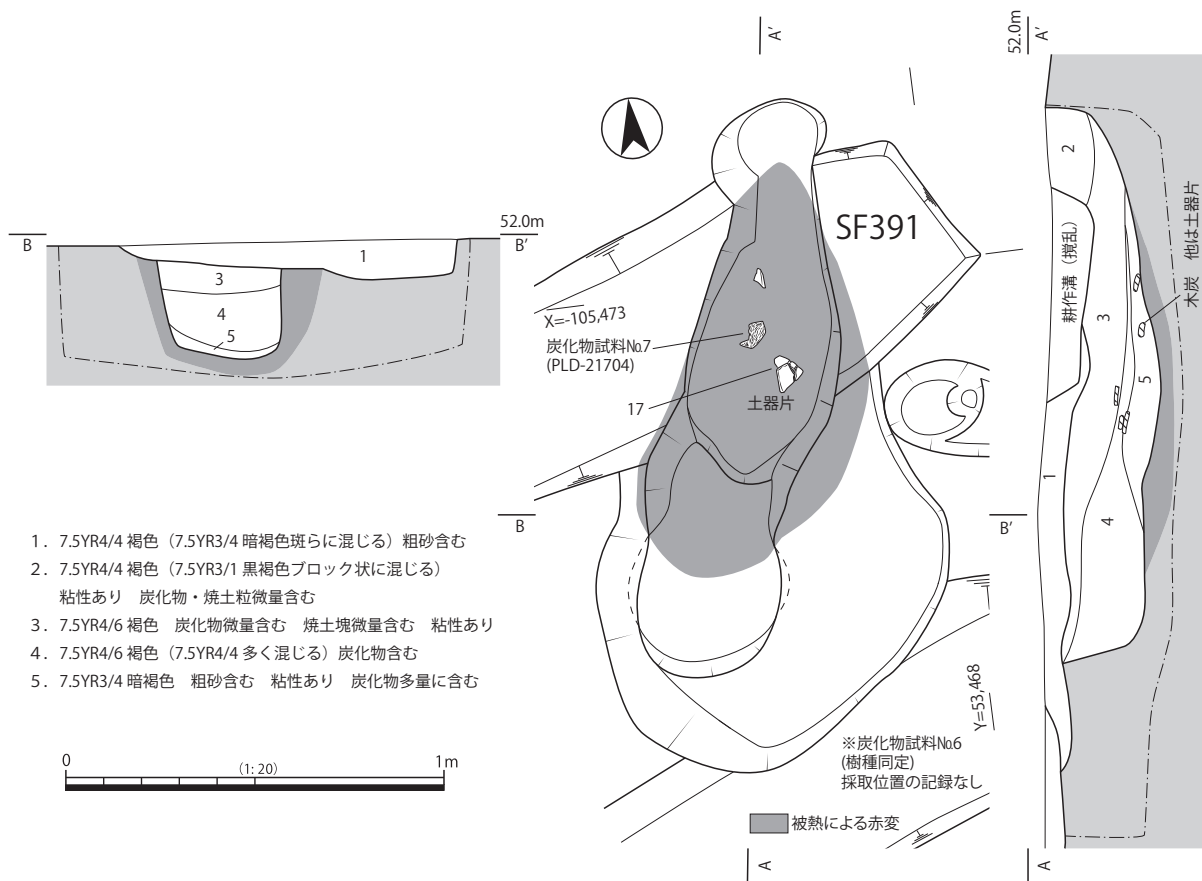 B
52.0m
B'
1
3
4
5
1. 7.5YR4/4 褐色（7.5YR3/4 暗褐色斑らに混じる）粗砂含む
2. 7.5YR4/4 褐色（7.5YR3/1 黒褐色ブロック状に混じる）
粘性あり 炭化物・焼土粒微量含む
3. 7.5YR4/6 褐色 炭化物微量含む 焼土塊微量含む 粘性あり
4. 7.5YR4/6 褐色（7.5YR4/4 多く混じる）炭化物含む
5. 7.5YR3/4 暗褐色 粗砂含む 粘性あり 炭化物多量に含む
0
(1: 20)
1m
A'
SF391
X=-105,473
炭化物試料№7
(PLD-21704)
17
土器片
B
B'
Y=53,468
※炭化物試料№6
(樹種同定)
採取位置の記録なし
被熱による赤変
A
52.0m
A'
2
耕作溝（撹乱）
3
5
1
4
木炭 他は土器片
A